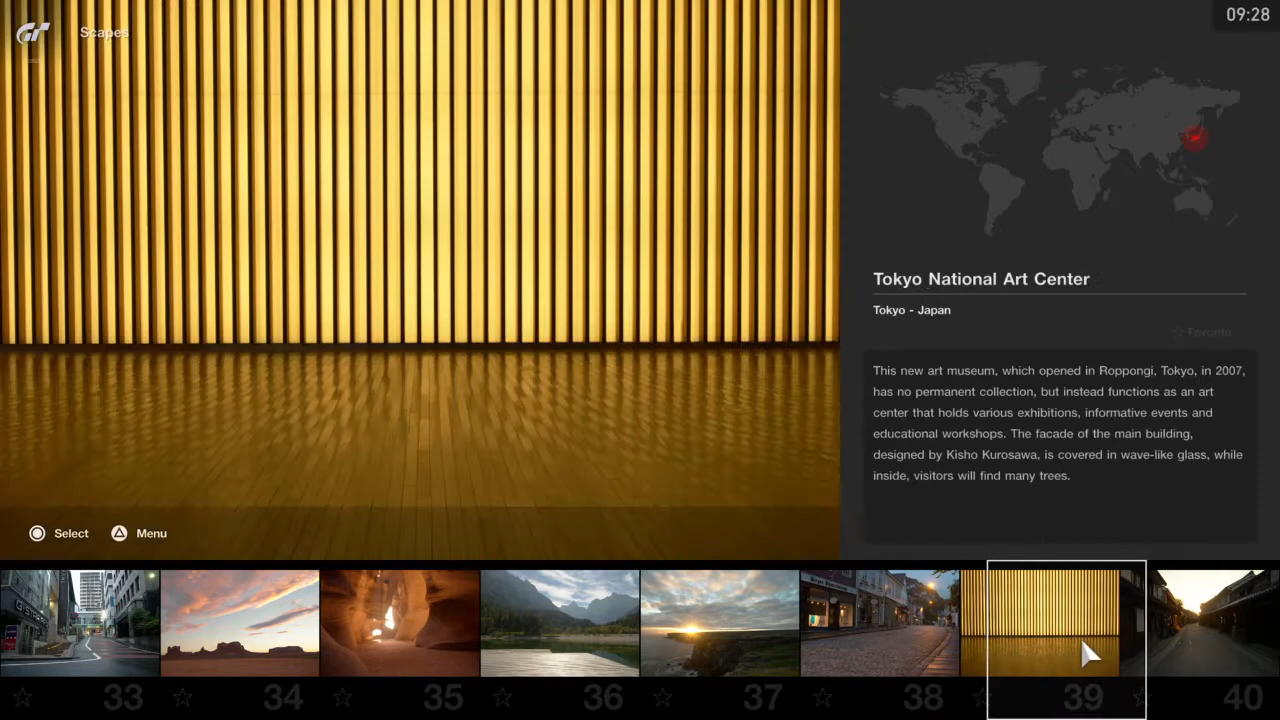 GT
Scapes
09:28
Tokyo National Art Center
Tokyo - Japan
☆ Favorite
This new art museum, which opened in Roppongi, Tokyo, in 2007,
has no permanent collection, but instead functions as an art
center that holds various exhibitions, informative events and
educational workshops. The facade of the main building,
designed by Kisho Kurosawa, is covered in wave-like glass, while
inside, visitors will find many trees.
Select
Menu
33
34
35
36
37
38
39
40